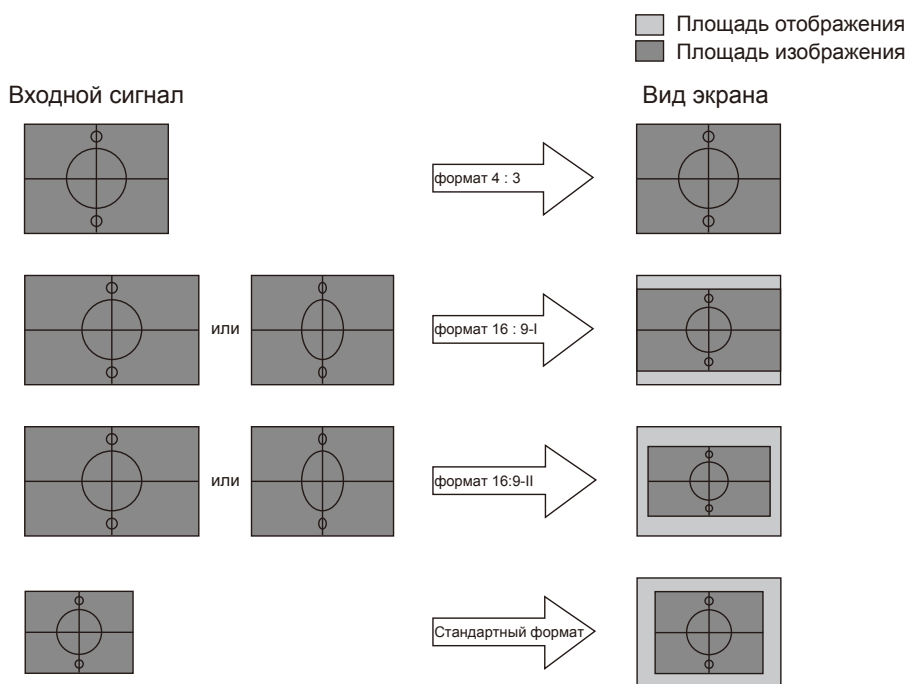 Площадь отображения
Площадь изображения
Входной сигнал
Вид экрана
формат 4 : 3
или
формат 16 : 9-I
или
формат 16:9-II
Стандартный формат